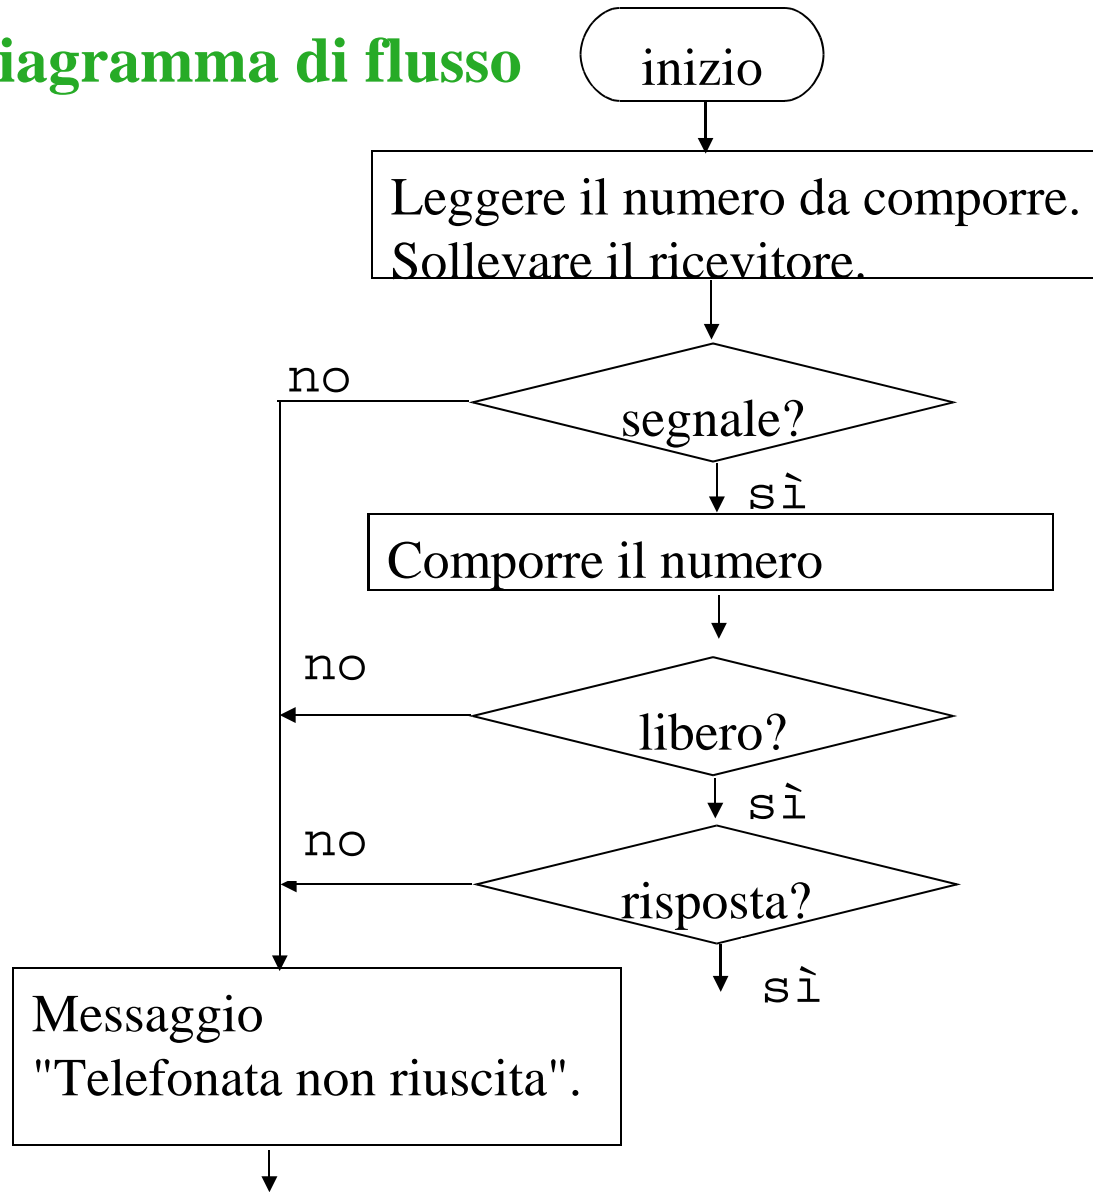 iagramma di flusso
inizio
Leggere il numero da comporre.
Sollevare il ricevitore.
no
segnale?
sì
Comporre il numero
no
libero?
sì
no
risposta?
sì
Messaggio
"Telefonata non riuscita".